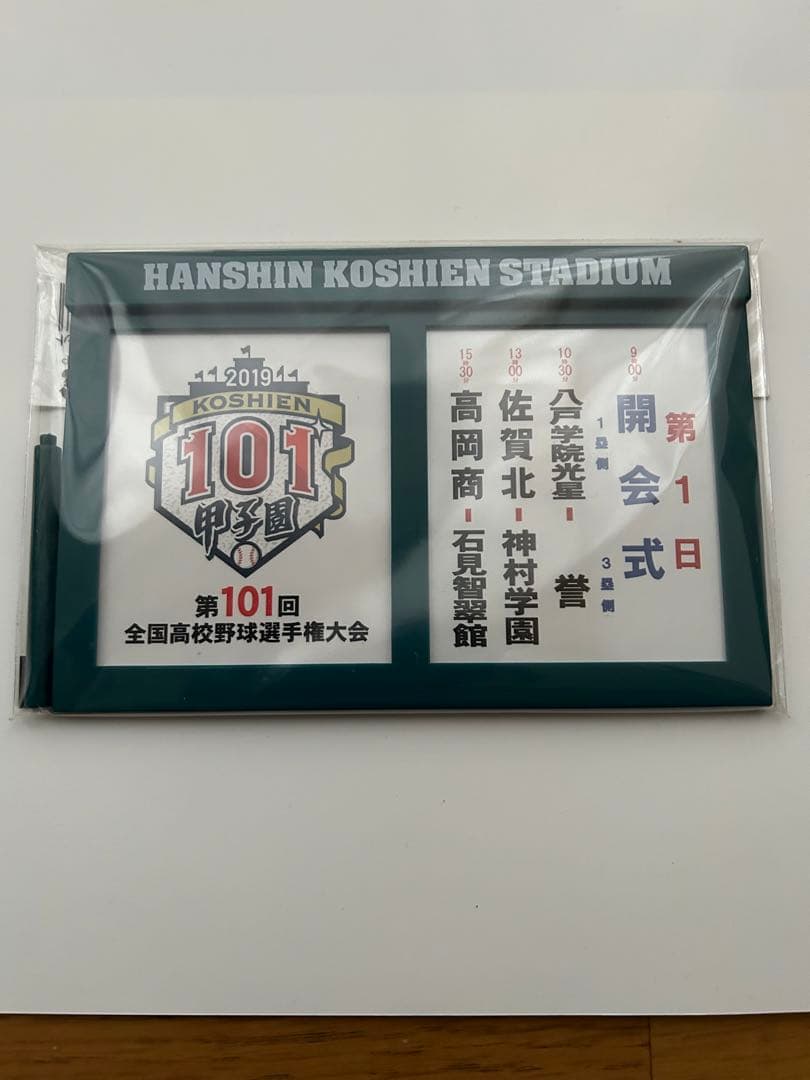 HANSHIN KOSHIEN STADIUM
2019
KOSHIEN
101
甲子園
第101回
全国高校野球選手権大会
第1日
9時00分 開会式
1塁側 3塁側
10時30分 八戸学院光星 - 誉
13時00分 佐賀北 - 神村学園
15時30分 高岡商 - 石見智翠館